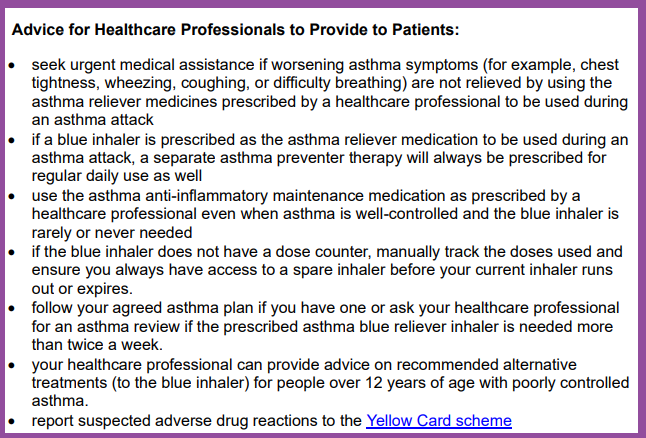 Advice for Healthcare Professionals to Provide to Patients:
• seek urgent medical assistance if worsening asthma symptoms (for example, chest
tightness, wheezing, coughing, or difficulty breathing) are not relieved by using the
asthma reliever medicines prescribed by a healthcare professional to be used during
an asthma attack
• if a blue inhaler is prescribed as the asthma reliever medication to be used during an
asthma attack, a separate asthma preventer therapy will always be prescribed for
regular daily use as well
• use the asthma anti-inflammatory maintenance medication as prescribed by a
healthcare professional even when asthma is well-controlled and the blue inhaler is
rarely or never needed
• if the blue inhaler does not have a dose counter, manually track the doses used and
ensure you always have access to a spare inhaler before your current inhaler runs
out or expires.
• follow your agreed asthma plan if you have one or ask your healthcare professional
for an asthma review if the prescribed asthma blue reliever inhaler is needed more
than twice a week.
• your healthcare professional can provide advice on recommended alternative
treatments (to the blue inhaler) for people over 12 years of age with poorly controlled
asthma.
• report suspected adverse drug reactions to the Yellow Card scheme